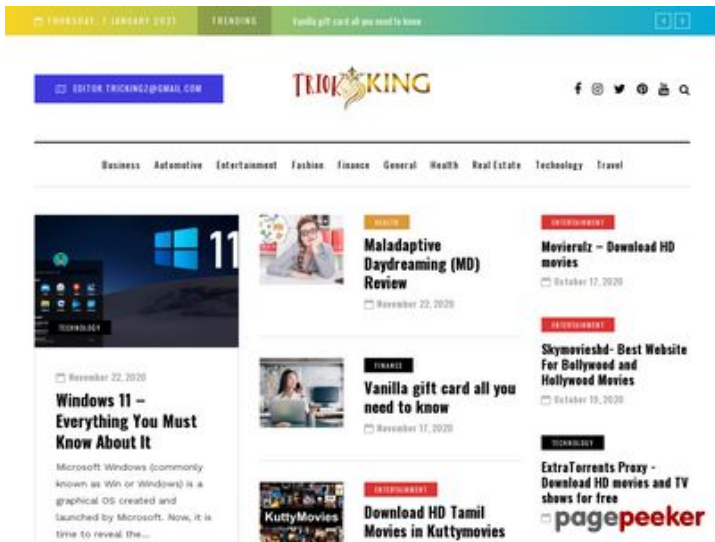 THURSDAY, 7 JANUARY 2021
TRENDING
Vanilla gift card all you need to know
EDITOR.TRICKING2@GMAIL.COM
TRICK KING
Business Automotive Entertainment Fashion Finance General Health Real Estate Technology Travel
11
TECHNOLOGY
November 22, 2020
Windows 11 –
Everything You Must
Know About It
Microsoft Windows (commonly
known as Win or Windows) is a
graphical OS created and
launched by Microsoft. Now, it is
time to reveal the...
HEALTH
Maladaptive
Daydreaming (MD)
Review
November 22, 2020
FINANCE
Vanilla gift card all you
need to know
November 17, 2020
KuttyMovies
ENTERTAINMENT
Download HD Tamil
Movies in Kuttymovies
ENTERTAINMENT
Movierulz – Download HD
movies
October 17, 2020
ENTERTAINMENT
Skymovieshd- Best Website
For Bollywood and
Hollywood Movies
October 19, 2020
TECHNOLOGY
ExtraTorrents Proxy -
Download HD movies and TV
shows for free
pagepeeker